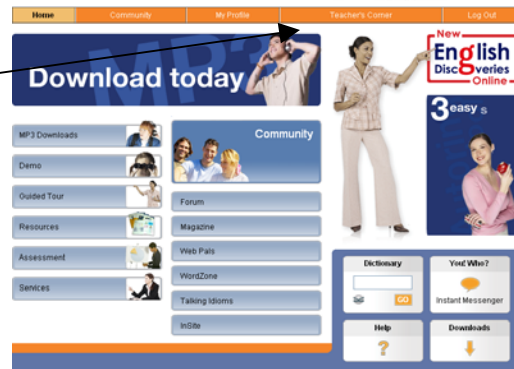 Home Community My Profile Teacher's Corner Log Out
MP3
Download today
New
English
Discoveries
Online
3 easy s
MP3 Downloads
Demo
Guided Tour
Resources
Assessment
Services
Community
Forum
Magazine
Web Pals
WordZone
Talking Idioms
InSite
Dictionary
GO
You! Who?
Instant Messenger
Help
?
Downloads